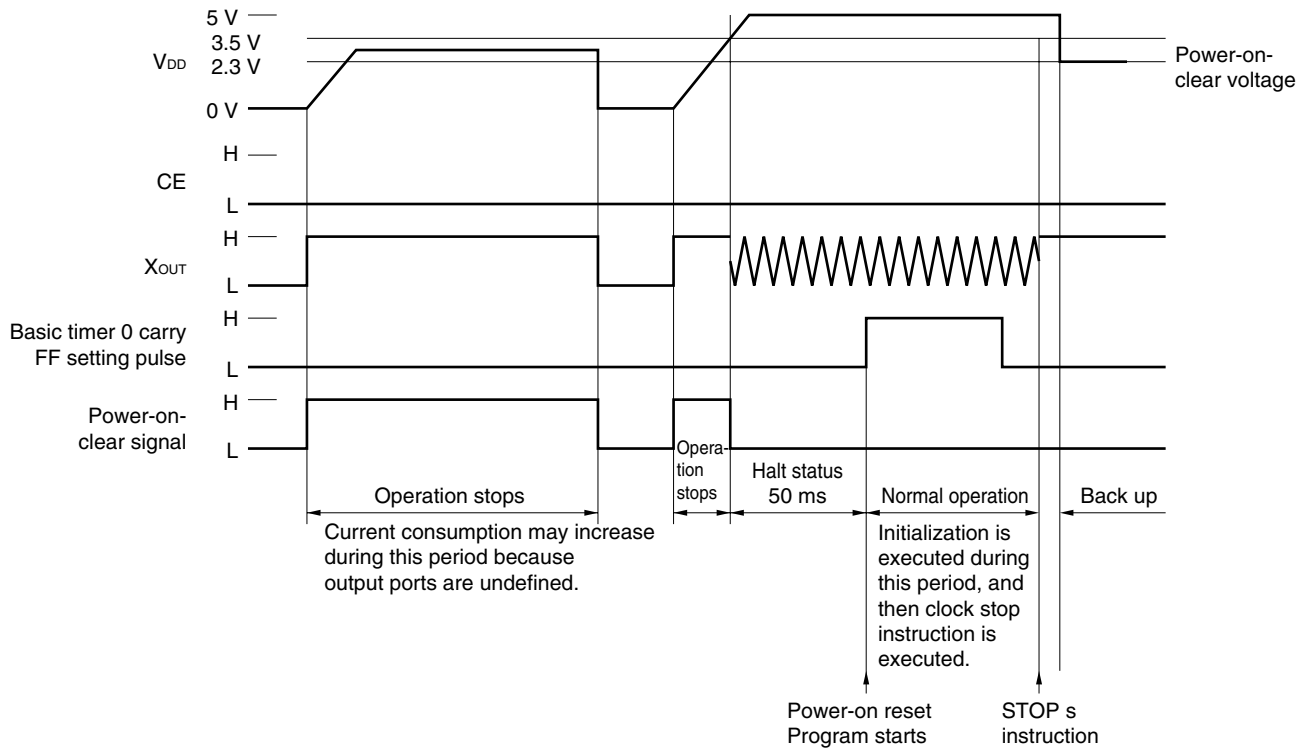 5 V
3.5 V
VDD
2.3 V
0 V
Power-on-
clear voltage
H
CE
L
H
XOUT
L
H
Basic timer 0 carry
FF setting pulse
L
H
Power-on-
clear signal
L
Operation stops
Opera-
tion
stops
Halt status
50 ms
Normal operation
Back up
Current consumption may increase
during this period because
output ports are undefined.
Initialization is
executed during
this period, and
then clock stop
instruction is
executed.
Power-on reset
Program starts
STOP s
instruction